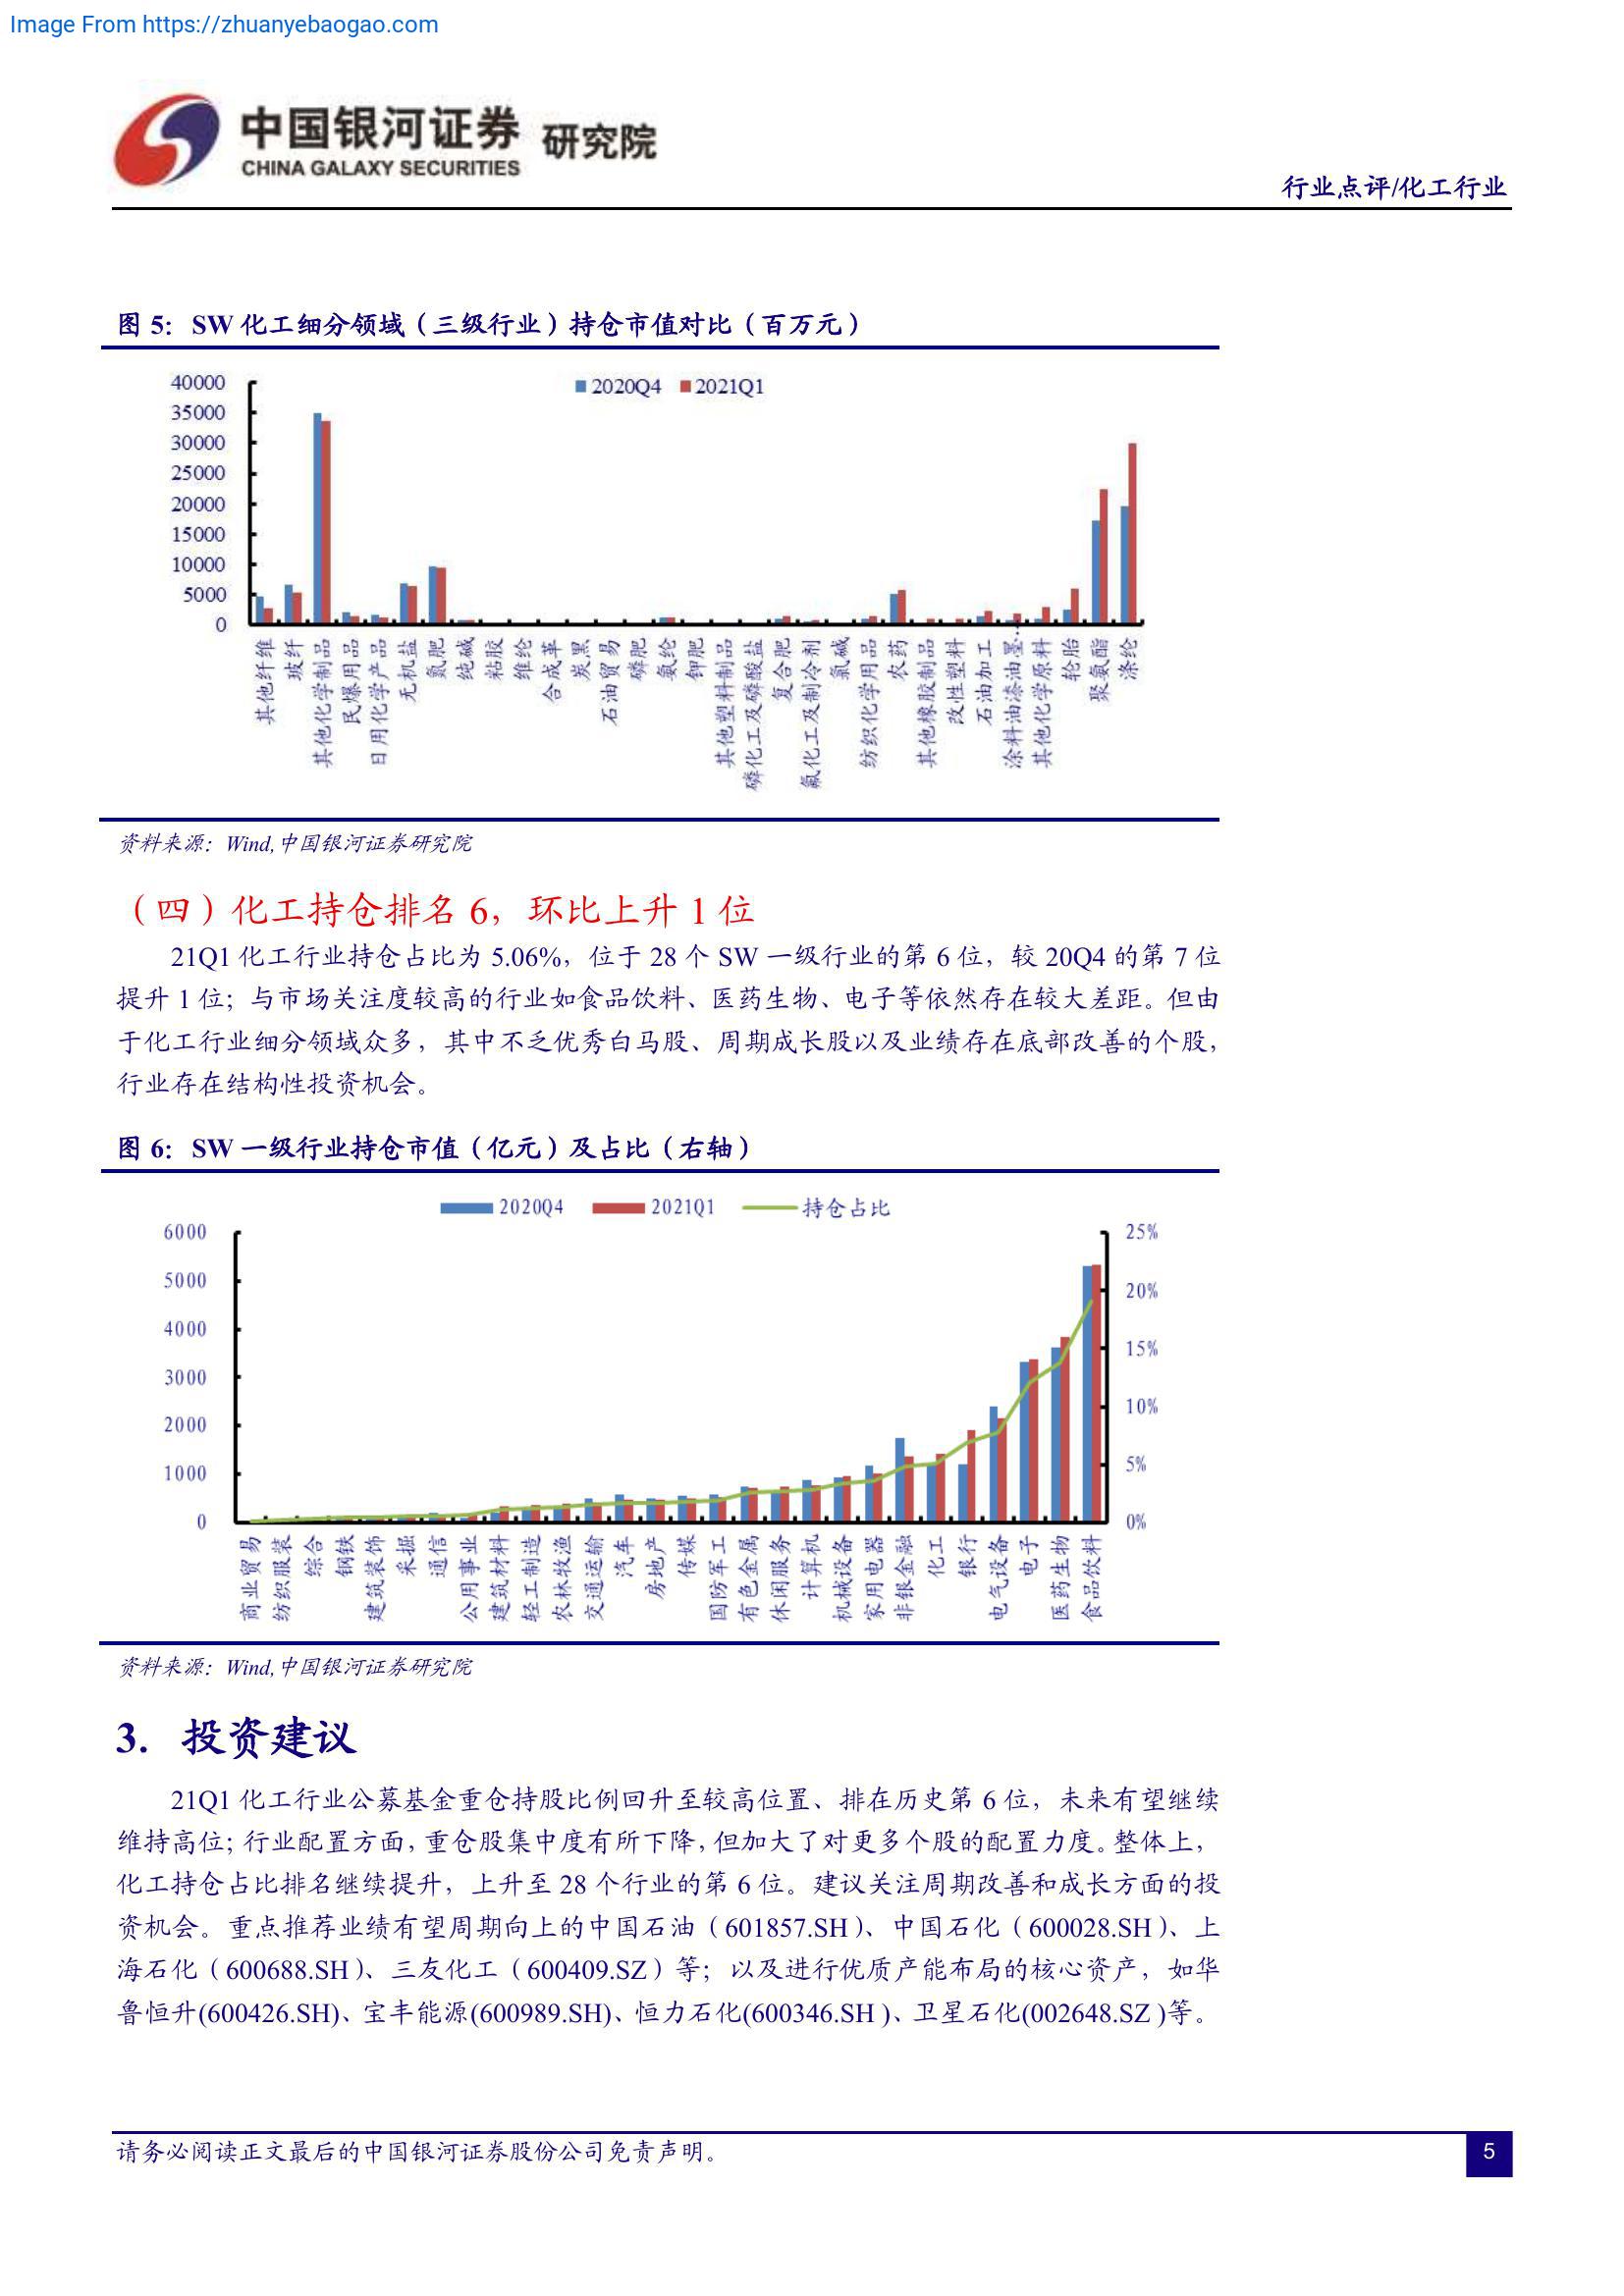 Image From https://zhuanyebaogao.com
中国银河证券 研究院
CHINA GALAXY SECURITIES
行业点评/化工行业
图 5： SW 化工细分领域（三级行业）持仓市值对比（百万元）
2020Q4 2021Q1
40000
35000
30000
25000
20000
15000
10000
5000
0
其他纤维
玻纤
其他化学制品
民爆用品
日用化学产品
无机盐
氮肥
纯碱
粘胶
维纶
合成革
炭黑
石油贸易
磷肥
氨纶
钾肥
其他塑料制品
磷化工及磷酸盐
复合肥
氟化工及制冷剂
氯碱
纺织化学用品
农药
其他橡胶制品
改性塑料
石油加工
涂料油漆油墨…
其他化学原料
轮胎
聚氨酯
涤纶
资料来源：Wind,中国银河证券研究院
（四）化工持仓排名 6，环比上升 1 位
21Q1 化工行业持仓占比为 5.06%，位于 28 个 SW 一级行业的第 6 位，较 20Q4 的第 7 位
提升 1 位；与市场关注度较高的行业如食品饮料、医药生物、电子等依然存在较大差距。但由
于化工行业细分领域众多，其中不乏优秀白马股、周期成长股以及业绩存在底部改善的个股，
行业存在结构性投资机会。
图 6： SW 一级行业持仓市值（亿元）及占比（右轴）
2020Q4 2021Q1 持仓占比
6000
5000
4000
3000
2000
1000
0
25%
20%
15%
10%
5%
0%
商业贸易
纺织服装
综合
钢铁
建筑装饰
采掘
通信
公用事业
建筑材料
轻工制造
农林牧渔
交通运输
汽车
房地产
传媒
国防军工
有色金属
休闲服务
计算机
机械设备
家用电器
非银金融
化工
银行
电气设备
电子
医药生物
食品饮料
资料来源：Wind,中国银河证券研究院
3. 投资建议
21Q1 化工行业公募基金重仓持股比例回升至较高位置、排在历史第 6 位，未来有望继续
维持高位；行业配置方面，重仓股集中度有所下降，但加大了对更多个股的配置力度。整体上，
化工持仓占比排名继续提升，上升至 28 个行业的第 6 位。建议关注周期改善和成长方面的投
资机会。重点推荐业绩有望周期向上的中国石油（601857.SH）、中国石化（600028.SH）、上
海石化（600688.SH）、三友化工（600409.SZ）等；以及进行优质产能布局的核心资产，如华
鲁恒升(600426.SH)、宝丰能源(600989.SH)、恒力石化(600346.SH )、卫星石化(002648.SZ )等。
请务必阅读正文最后的中国银河证券股份公司免责声明。
5